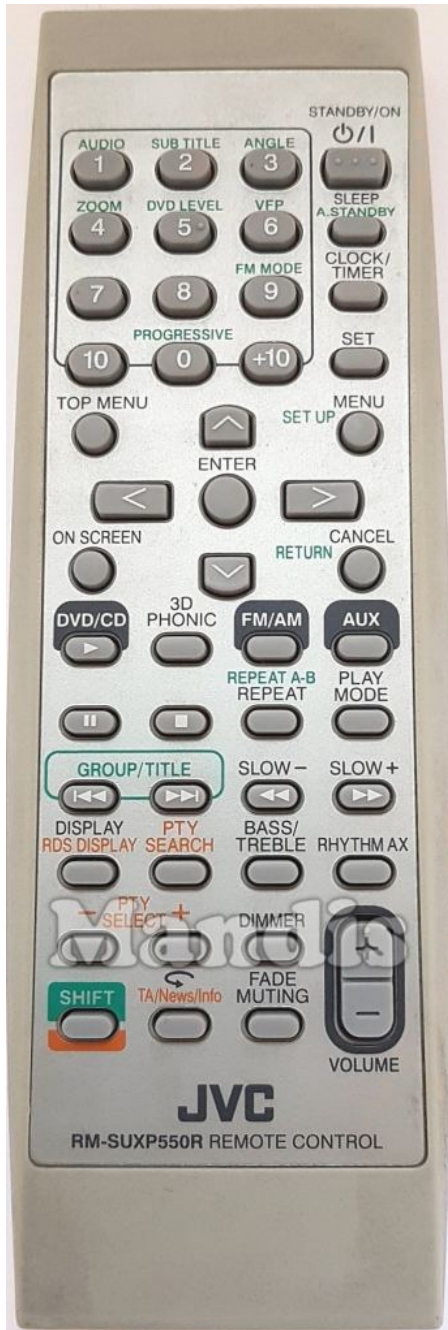 STANDBY/ON
⏻/I
AUDIO SUB TITLE ANGLE
1 2 3
SLEEP
A.STANDBY
ZOOM DVD LEVEL VFP
4 5 6
CLOCK/
TIMER
FM MODE
7 8 9
PROGRESSIVE
SET
10 0 +10
TOP MENU
MENU
SET UP
ENTER
ON SCREEN
CANCEL
RETURN
DVD/CD
3D
PHONIC
FM/AM
AUX
REPEAT A-B
REPEAT
PLAY
MODE
GROUP/TITLE
SLOW – SLOW +
DISPLAY
RDS DISPLAY
PTY
SEARCH
BASS/
TREBLE
RHYTHM AX
– PTY
SELECT +
DIMMER
+
Mandis
SHIFT
TA/News/Info
FADE
MUTING
–
VOLUME
JVC
RM-SUXP550R REMOTE CONTROL